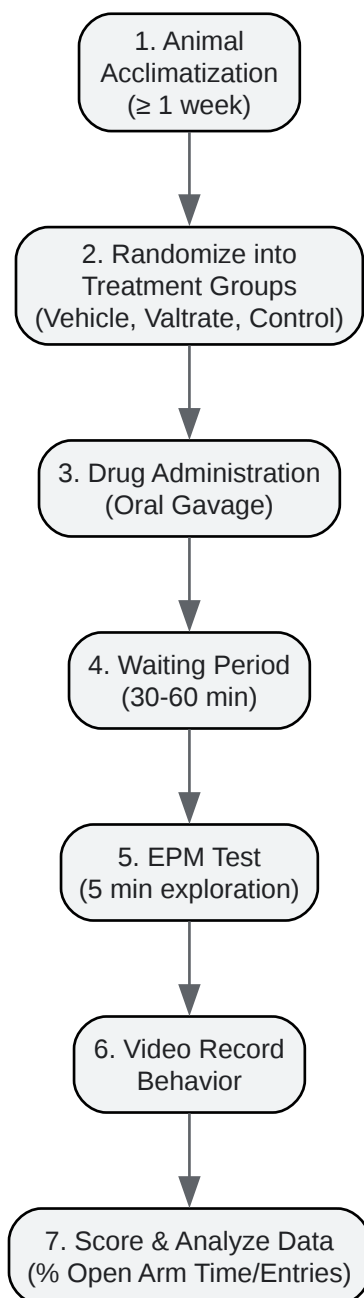 1. Animal
Acclimatization
(≥ 1 week)
2. Randomize into
Treatment Groups
(Vehicle, Valtrate, Control)
3. Drug Administration
(Oral Gavage)
4. Waiting Period
(30-60 min)
5. EPM Test
(5 min exploration)
6. Video Record
Behavior
7. Score & Analyze Data
(% Open Arm Time/Entries)